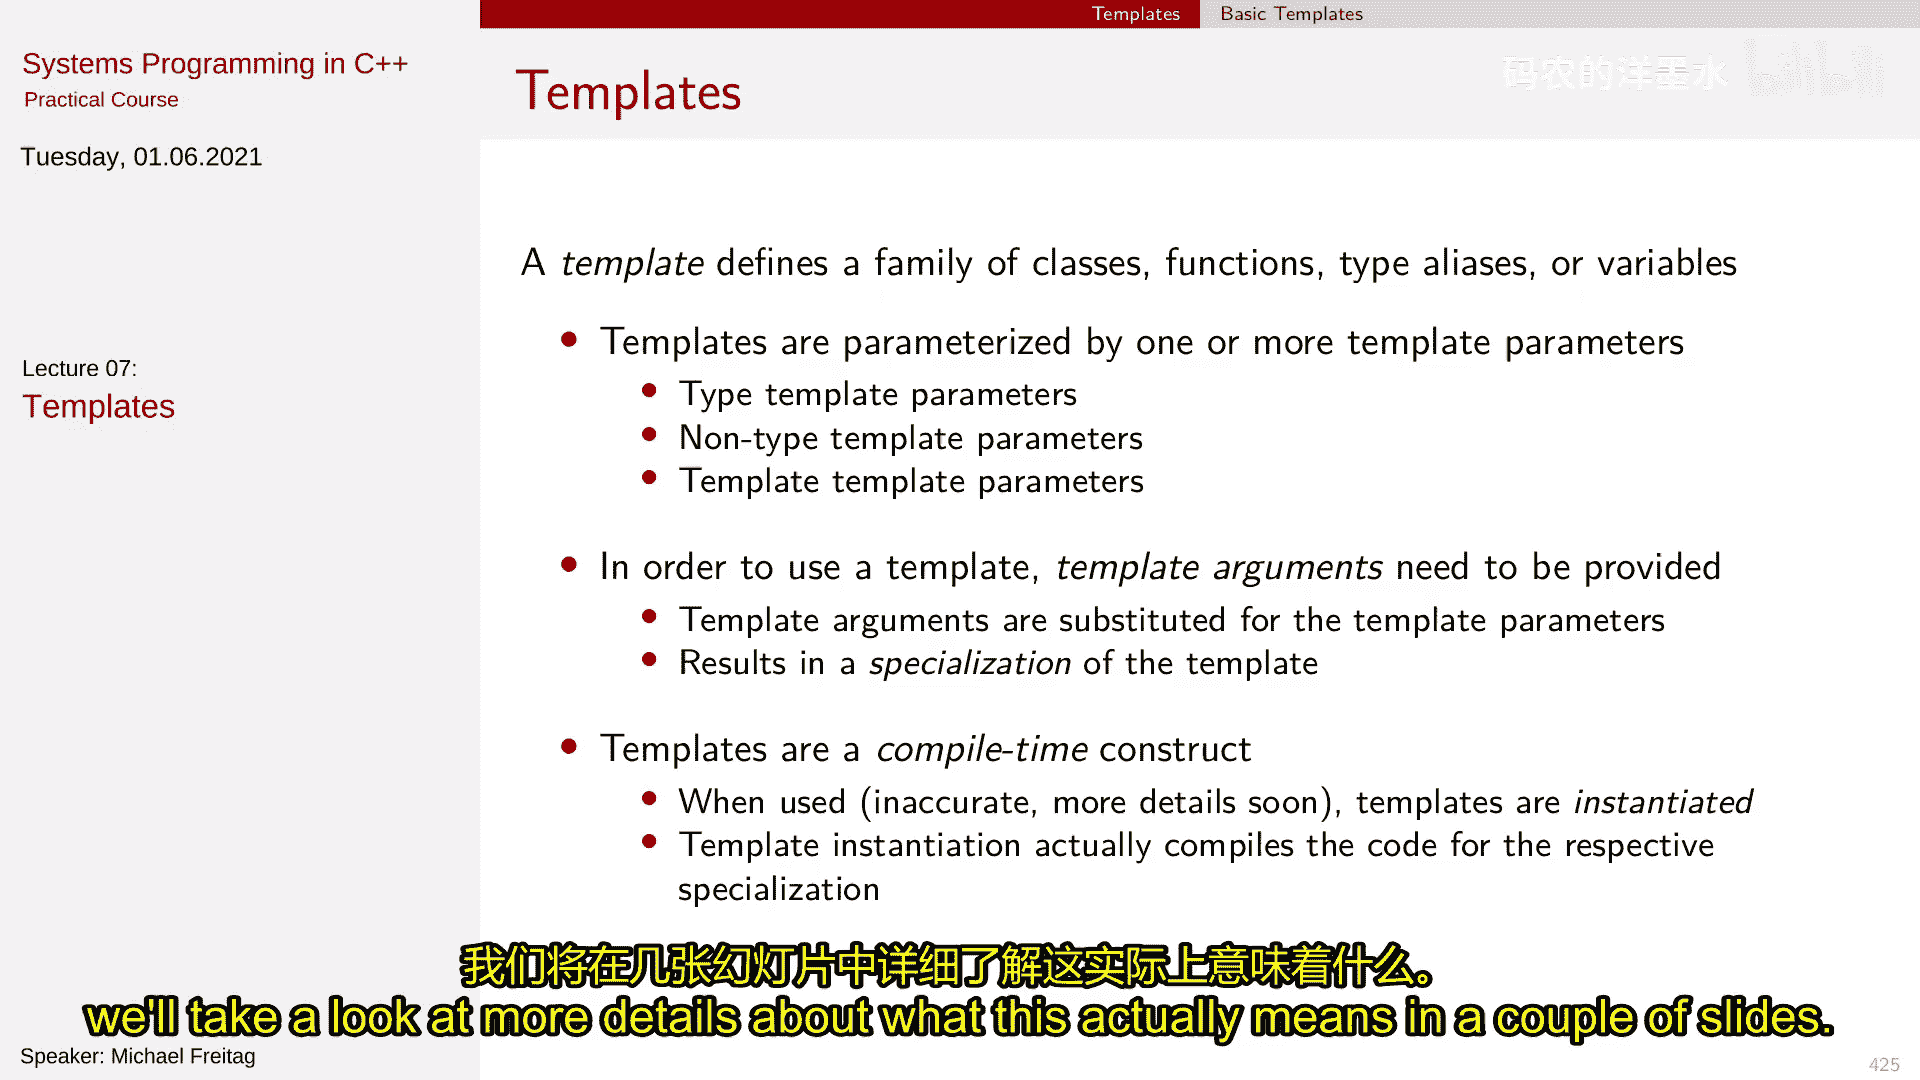 Templates
Basic Templates
Systems Programming in C++
Practical Course
Tuesday, 01.06.2021
Lecture 07:
Templates
Speaker: Michael Freitag
Templates
码农的洋墨水
bilibili
A template defines a family of classes, functions, type aliases, or variables
Templates are parameterized by one or more template parameters
Type template parameters
Non-type template parameters
Template template parameters
In order to use a template, template arguments need to be provided
Template arguments are substituted for the template parameters
Results in a specialization of the template
Templates are a compile-time construct
When used (inaccurate, more details soon), templates are instantiated
Template instantiation actually compiles the code for the respective
specialization
我们将在几张幻灯片中详细了解这实际上意味着什么。
we'll take a look at more details about what this actually means in a couple of slides.
425